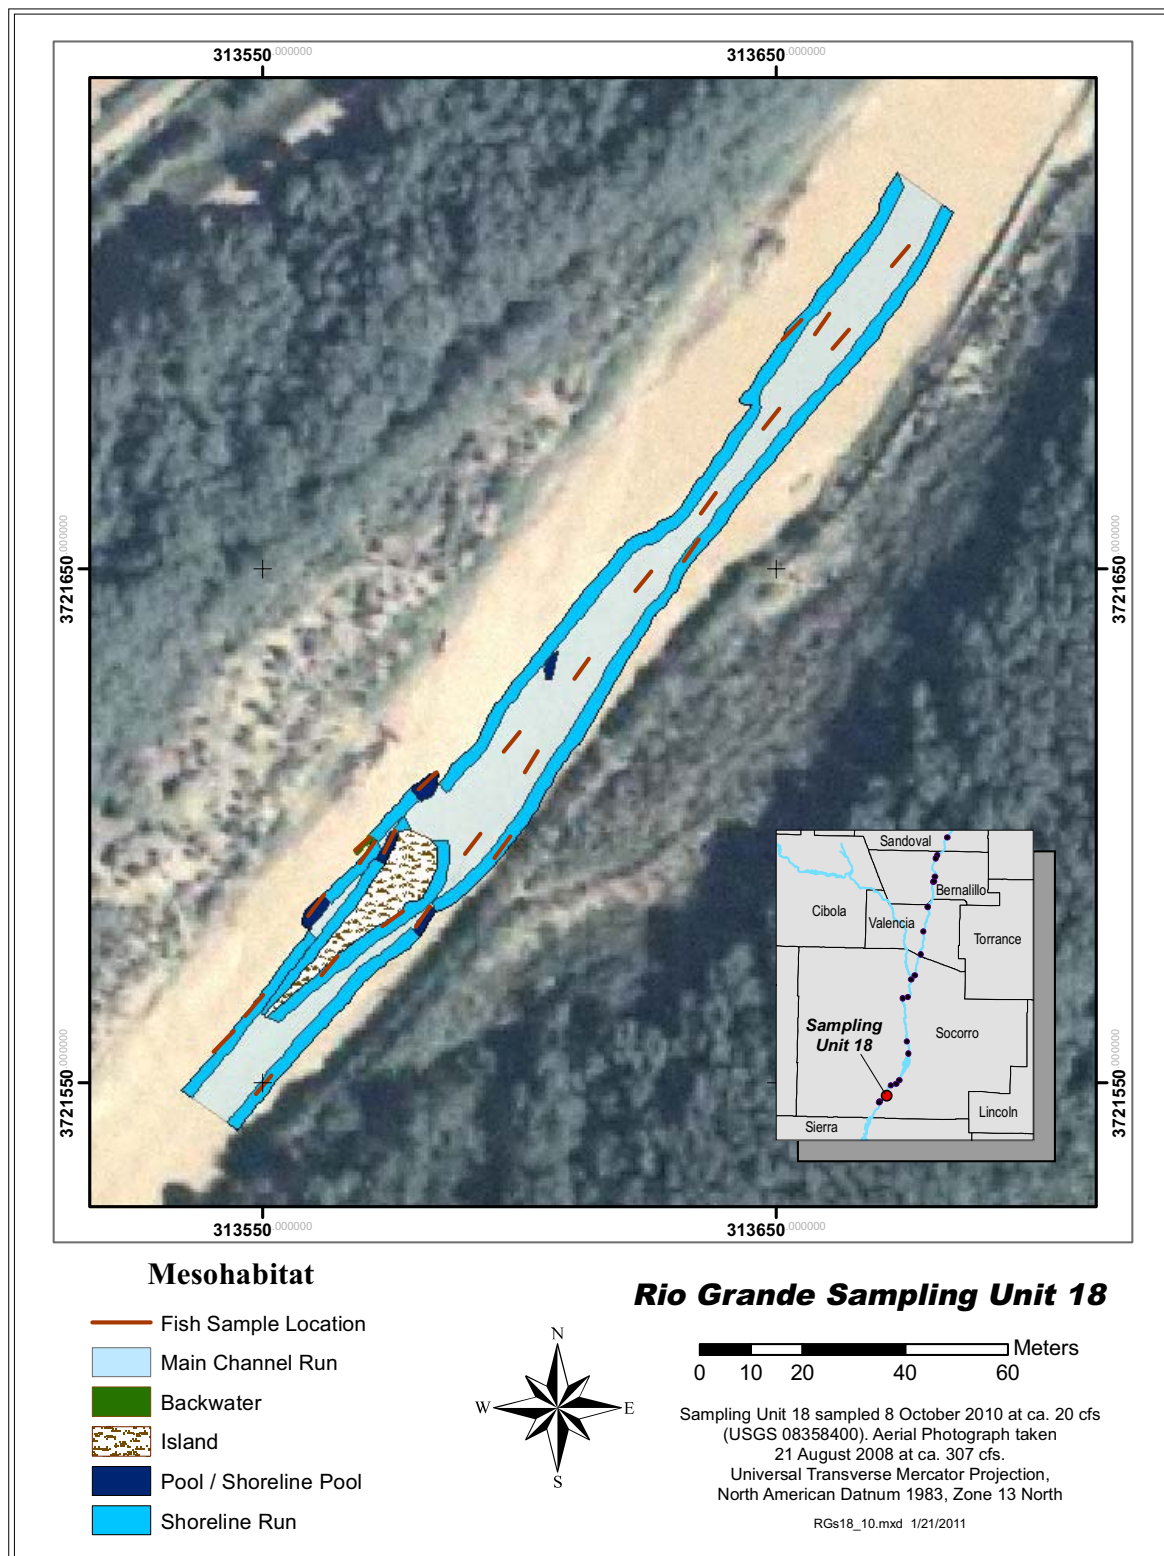 313550.000000 313650.000000
3721650.000000 3721650.000000
3721550.000000 3721550.000000
Sandoval
Bernalillo
Cibola
Valencia
Torrance
Sampling
Unit 18
Socorro
Lincoln
Sierra
313550.000000 313650.000000
Mesohabitat
Fish Sample Location
Main Channel Run
Backwater
Island
Pool / Shoreline Pool
Shoreline Run
N
W E
S
Rio Grande Sampling Unit 18
Meters
0 10 20 40 60
Sampling Unit 18 sampled 8 October 2010 at ca. 20 cfs
(USGS 08358400). Aerial Photograph taken
21 August 2008 at ca. 307 cfs.
Universal Transverse Mercator Projection,
North American Datnum 1983, Zone 13 North
RGs18_10.mxd 1/21/2011